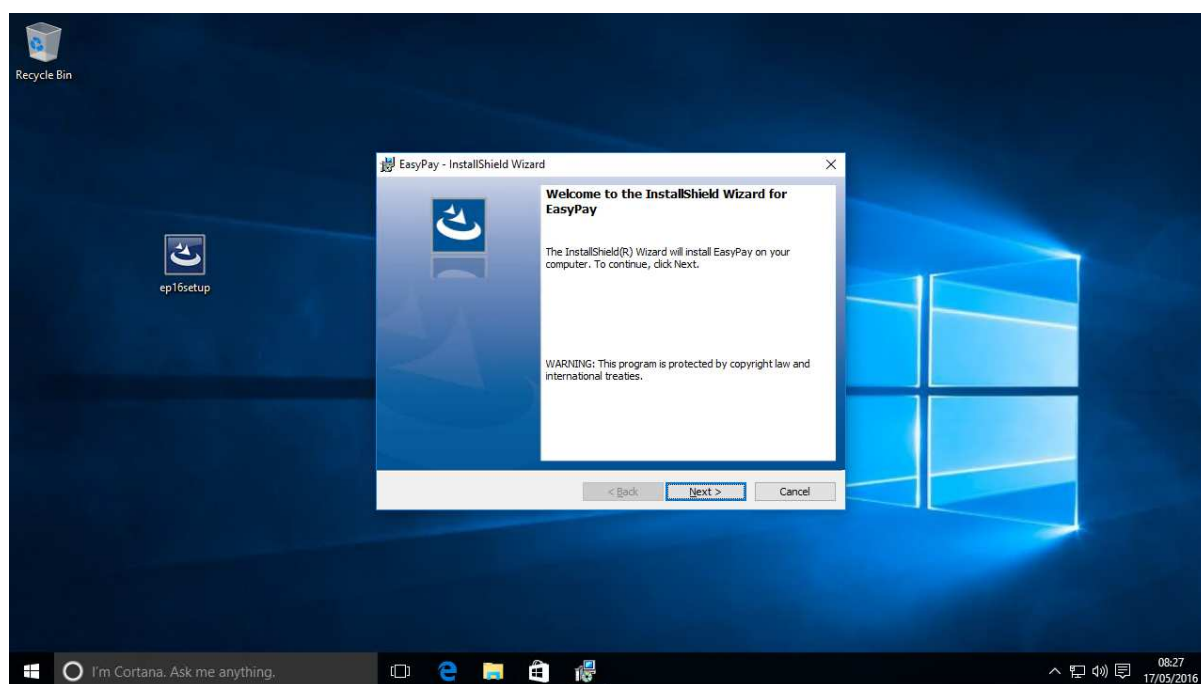 Recycle Bin
ep16setup
EasyPay - InstallShield Wizard
Welcome to the InstallShield Wizard for
EasyPay
The InstallShield(R) Wizard will install EasyPay on your
computer. To continue, click Next.
WARNING: This program is protected by copyright law and
international treaties.
< Back Next > Cancel
I'm Cortana. Ask me anything.
08:27
17/05/2016